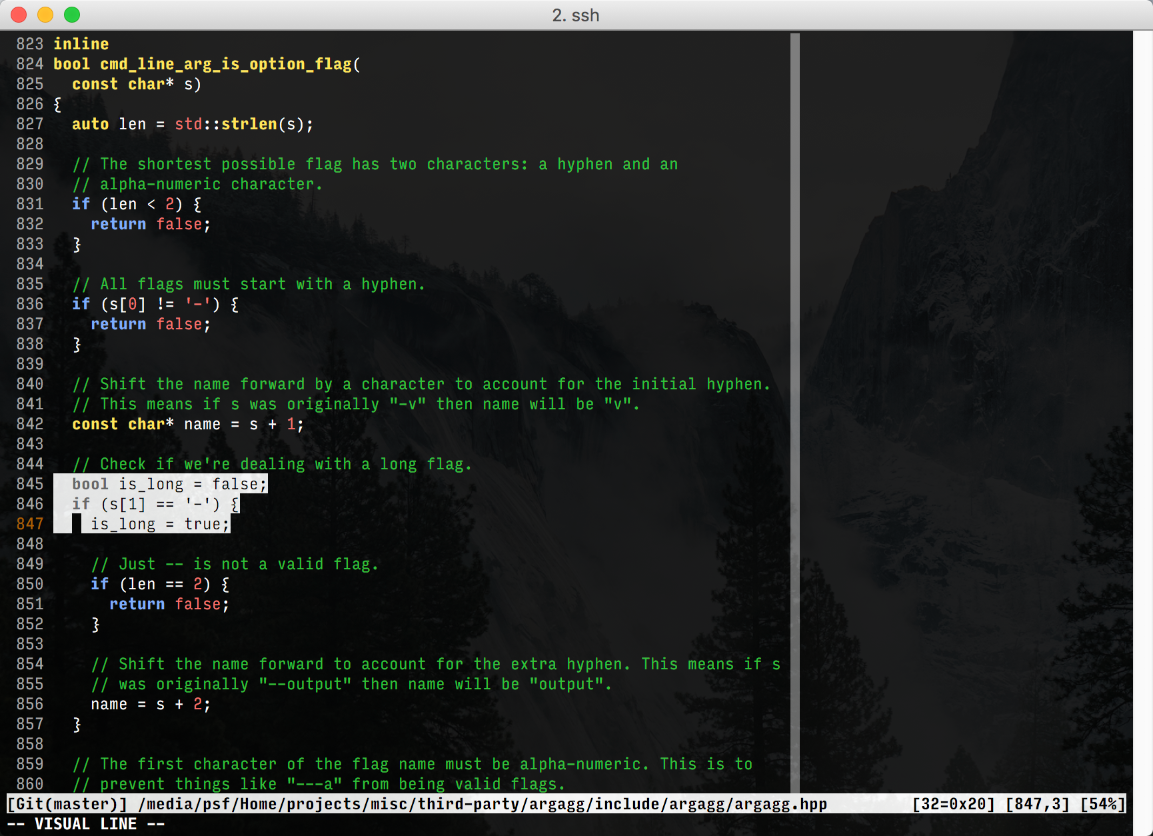 2. ssh
823 inline
824 bool cmd_line_arg_is_option_flag(
825   const char* s)
826 {
827   auto len = std::strlen(s);
828
829   // The shortest possible flag has two characters: a hyphen and an
830   // alpha-numeric character.
831   if (len < 2) {
832     return false;
833   }
834
835   // All flags must start with a hyphen.
836   if (s[0] != '-') {
837     return false;
838   }
839
840   // Shift the name forward by a character to account for the initial hyphen.
841   // This means if s was originally "-v" then name will be "v".
842   const char* name = s + 1;
843
844   // Check if we're dealing with a long flag.
845   bool is_long = false;
846   if (s[1] == '-') {
847     is_long = true;
848
849     // Just -- is not a valid flag.
850     if (len == 2) {
851       return false;
852     }
853
854     // Shift the name forward to account for the extra hyphen. This means if s
855     // was originally "--output" then name will be "output".
856     name = s + 2;
857   }
858
859   // The first character of the flag name must be alpha-numeric. This is to
860   // prevent things like "---a" from being valid flags.
[Git(master)] /media/psf/Home/projects/misc/third-party/argagg/include/argagg/argagg.hpp [32=0x20] [847,3] [54%]
-- VISUAL LINE --